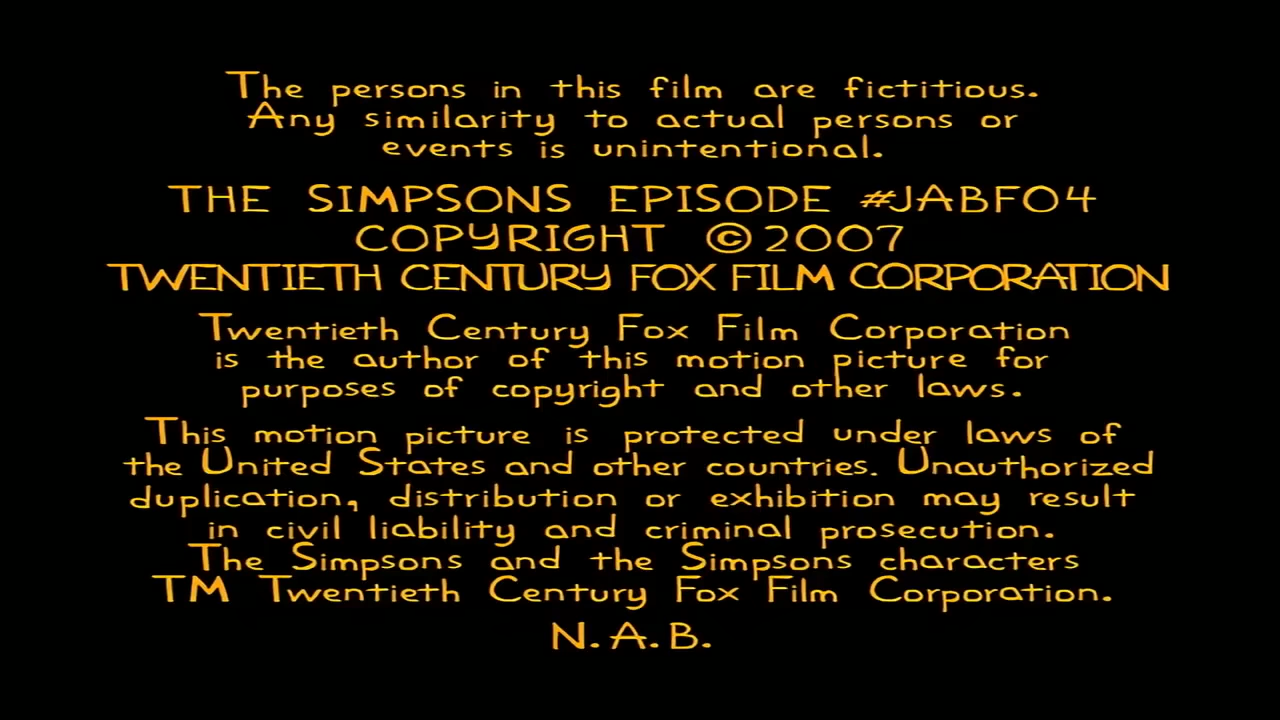 The persons in this film are fictitious.
Any similarity to actual persons or
events is unintentional.
THE SIMPSONS EPISODE #JABF04
COPYRIGHT ©2007
TWENTIETH CENTURY FOX FILM CORPORATION
Twentieth Century Fox Film Corporation
is the author of this motion picture for
purposes of copyright and other laws.
This motion picture is protected under laws of
the United States and other countries. Unauthorized
duplication, distribution or exhibition may result
in civil liability and criminal prosecution.
The Simpsons and the Simpsons characters
TM Twentieth Century Fox Film Corporation.
N.A.B.